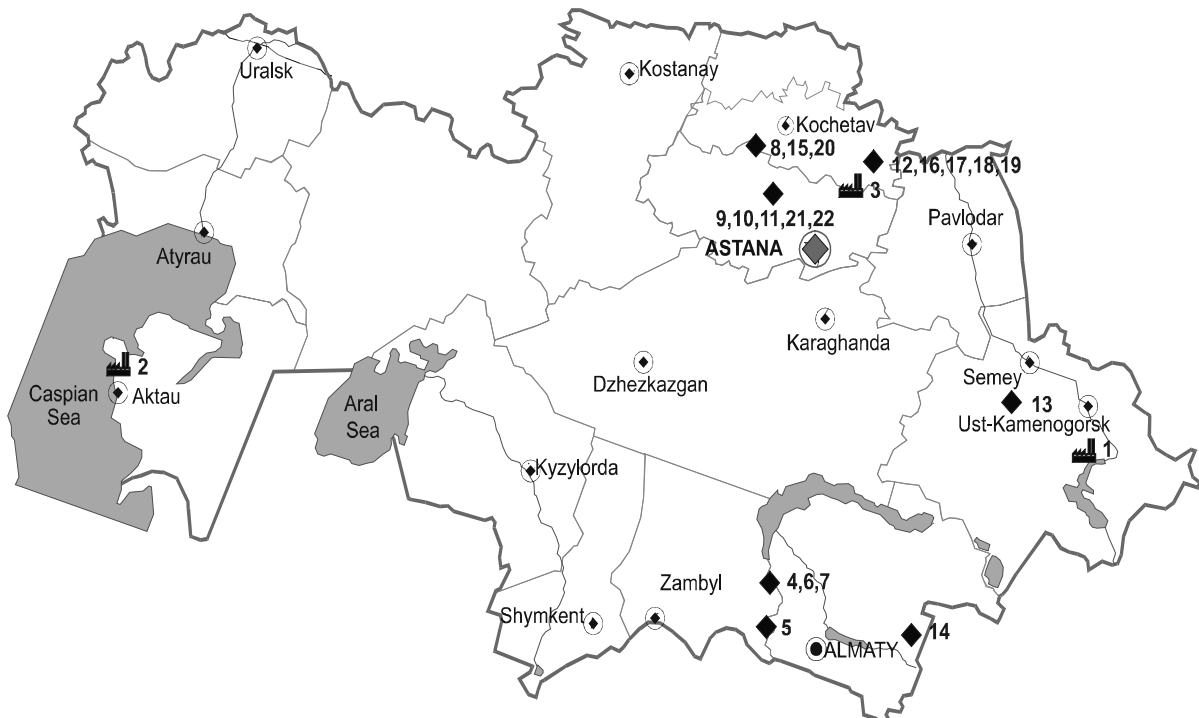 Uralsk
Kostanay
Kochetav
8,15,20
12,16,17,18,19
3
9,10,11,21,22
Pavlodar
ASTANA
Atyrau
Karaghanda
2
Dzhezkazgan
Semey
Caspian
Sea
Aktau
Aral
Sea
13
Ust-Kamenogorsk
1
Kyzylorda
4,6,7
Zambyl
Shymkent
5
14
ALMATY